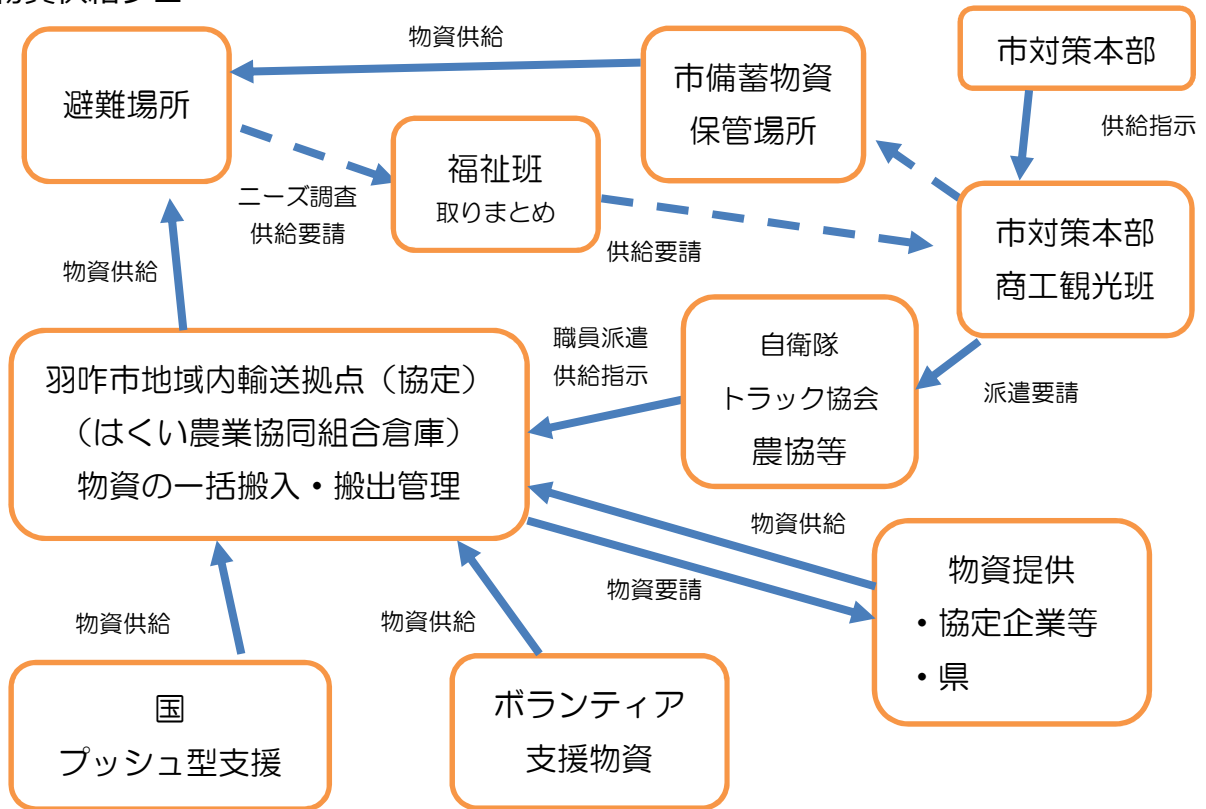 物資供給
市対策本部
避難場所
市備蓄物資
保管場所
供給指示
福祉班
取りまとめ
ニーズ調査
供給要請
供給要請
市対策本部
商工観光班
物資供給
職員派遣
供給指示
自衛隊
トラック協会
農協等
派遣要請
羽咋市地域内輸送拠点（協定）
（はくい農業協同組合倉庫）
物資の一括搬入・搬出管理
物資供給
物資要請
物資提供
・協定企業等
・県
物資供給
物資供給
国
プッシュ型支援
ボランティア
支援物資